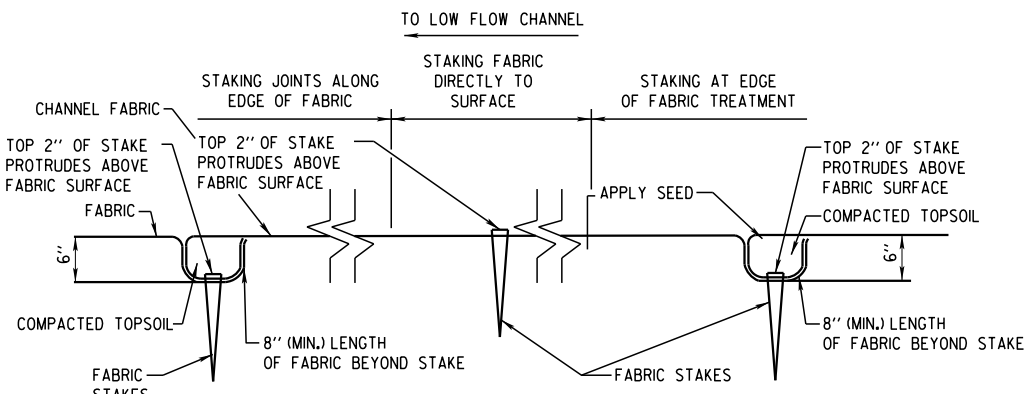 TO LOW FLOW CHANNEL
STAKING JOINTS ALONG
EDGE OF FABRIC
STAKING FABRIC
DIRECTLY TO
SURFACE
STAKING AT EDGE
OF FABRIC TREATMENT
CHANNEL FABRIC
TOP 2'' OF STAKE
PROTRUDES ABOVE
FABRIC SURFACE
TOP 2'' OF STAKE
PROTRUDES ABOVE
FABRIC SURFACE
TOP 2'' OF STAKE
PROTRUDES ABOVE
FABRIC SURFACE
FABRIC
APPLY SEED
COMPACTED TOPSOIL
6''
6''
COMPACTED TOPSOIL
8'' (MIN.) LENGTH
OF FABRIC BEYOND STAKE
8'' (MIN.) LENGTH
OF FABRIC BEYOND STAKE
FABRIC
STAKES
FABRIC STAKES